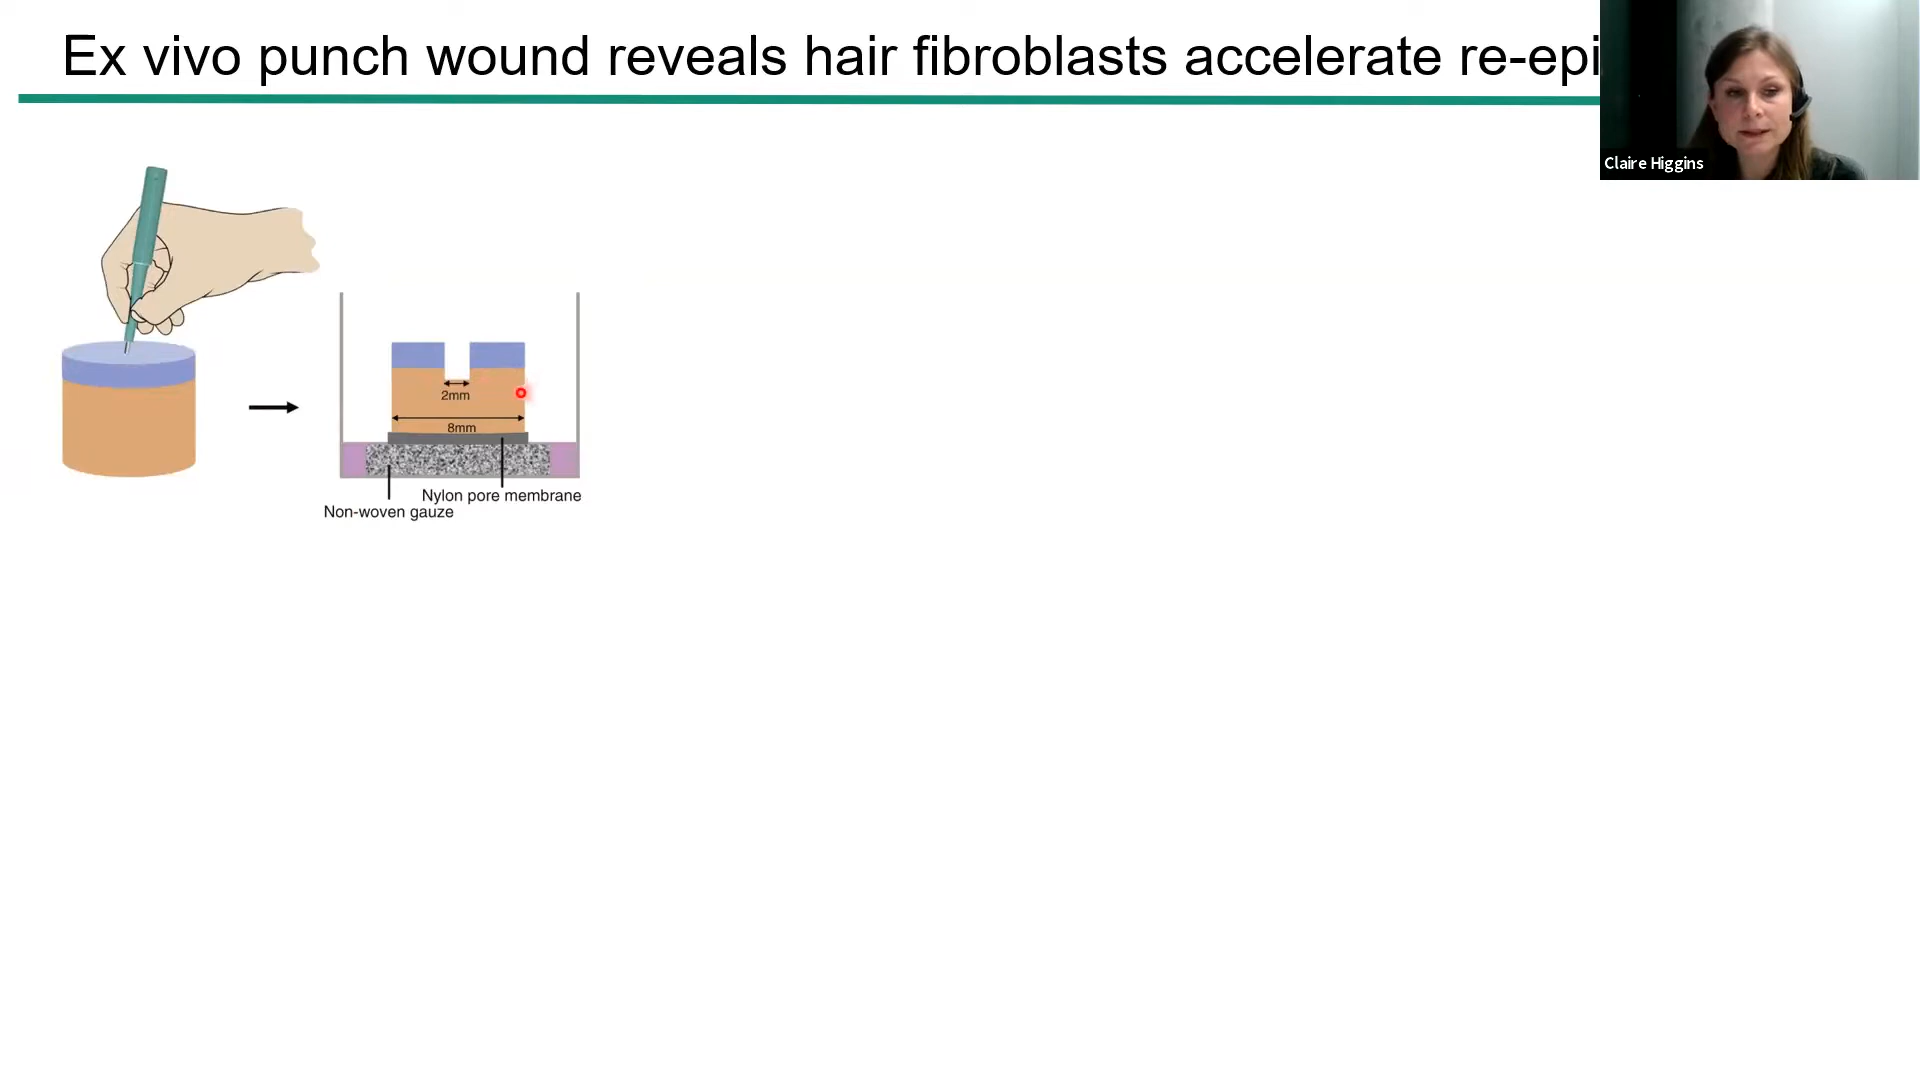 Ex vivo punch wound reveals hair fibroblasts accelerate re-epi
Claire Higgins
2mm
8mm
Nylon pore membrane
Non-woven gauze